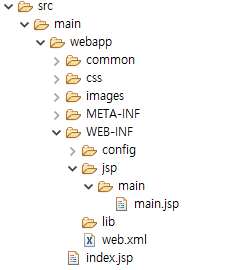 src
main
webapp
common
css
images
META-INF
WEB-INF
config
jsp
main
main.jsp
lib
web.xml
index.jsp